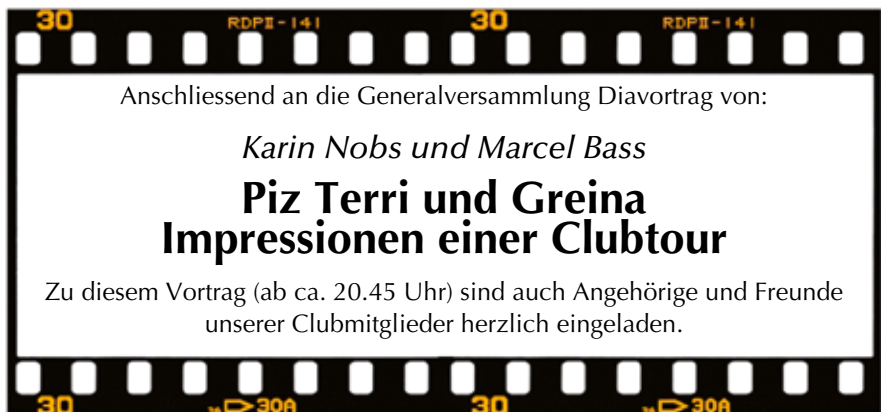 30 RDPII-141 30 RDPII-141
Anschliessend an die Generalversammlung Diavortrag von:
Karin Nobs und Marcel Bass
Piz Terri und Greina
Impressionen einer Clubtour
Zu diesem Vortrag (ab ca. 20.45 Uhr) sind auch Angehörige und Freunde
unserer Clubmitglieder herzlich eingeladen.
30 30A 30 30A